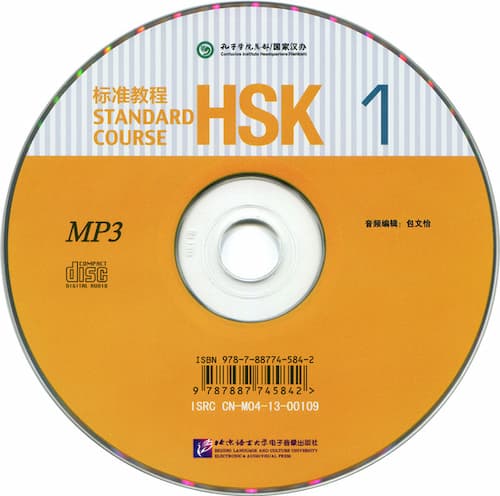 孔子学院总部/国家汉办
Confucius Institute Headquarters(Hanban)
标准教程
STANDARD
COURSE
HSK 1
MP3
音频编辑：包文怡
COMPACT
disc
DIGITAL AUDIO
ISBN 978-7-88774-584-2
9 787887 745842 >
ISRC CN-M04-13-00109
北京语言大学电子音像出版社
BEIJING LANGUAGE AND CULTURE UNIVERSITY
ELECTRONIC & AUDIOVISUAL PRESS